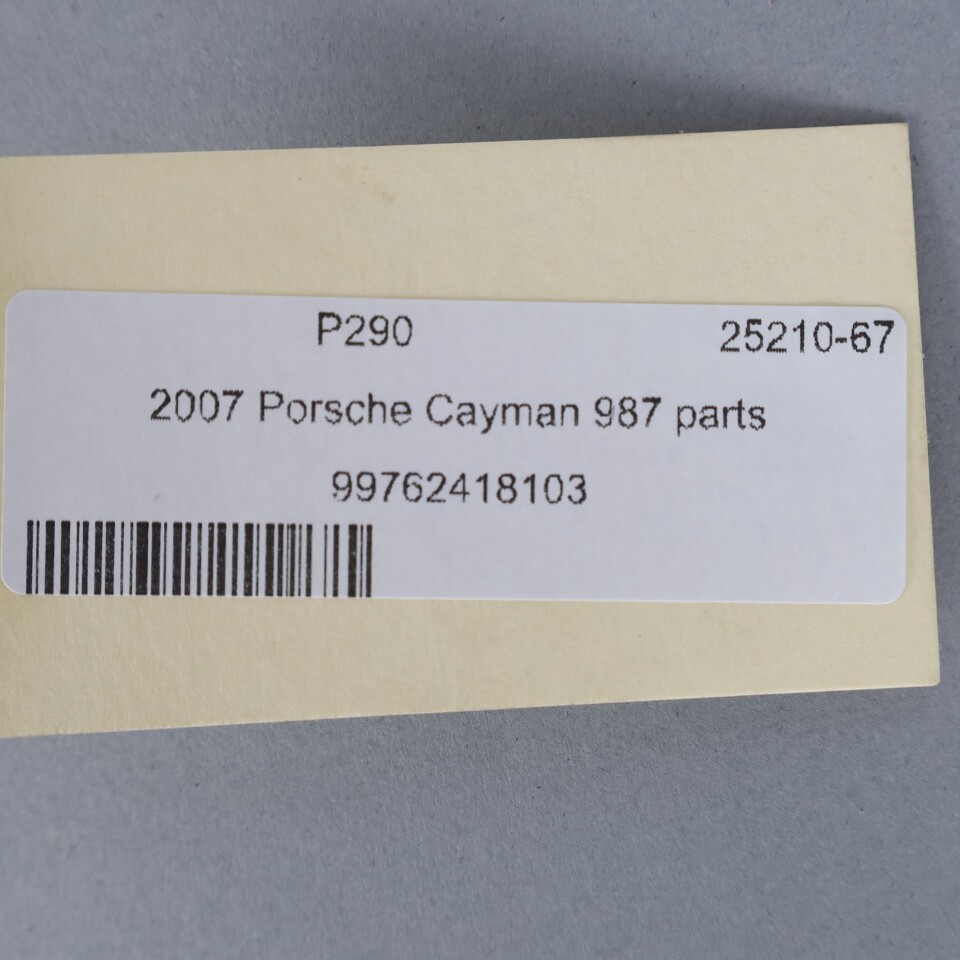 P290 25210-67
2007 Porsche Cayman 987 parts
99762418103